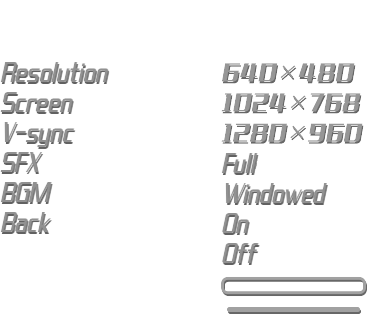 Resolution
Screen
V-sync
SFX
BGM
Back
640×480
1024×768
1280×960
Full
Windowed
On
Off